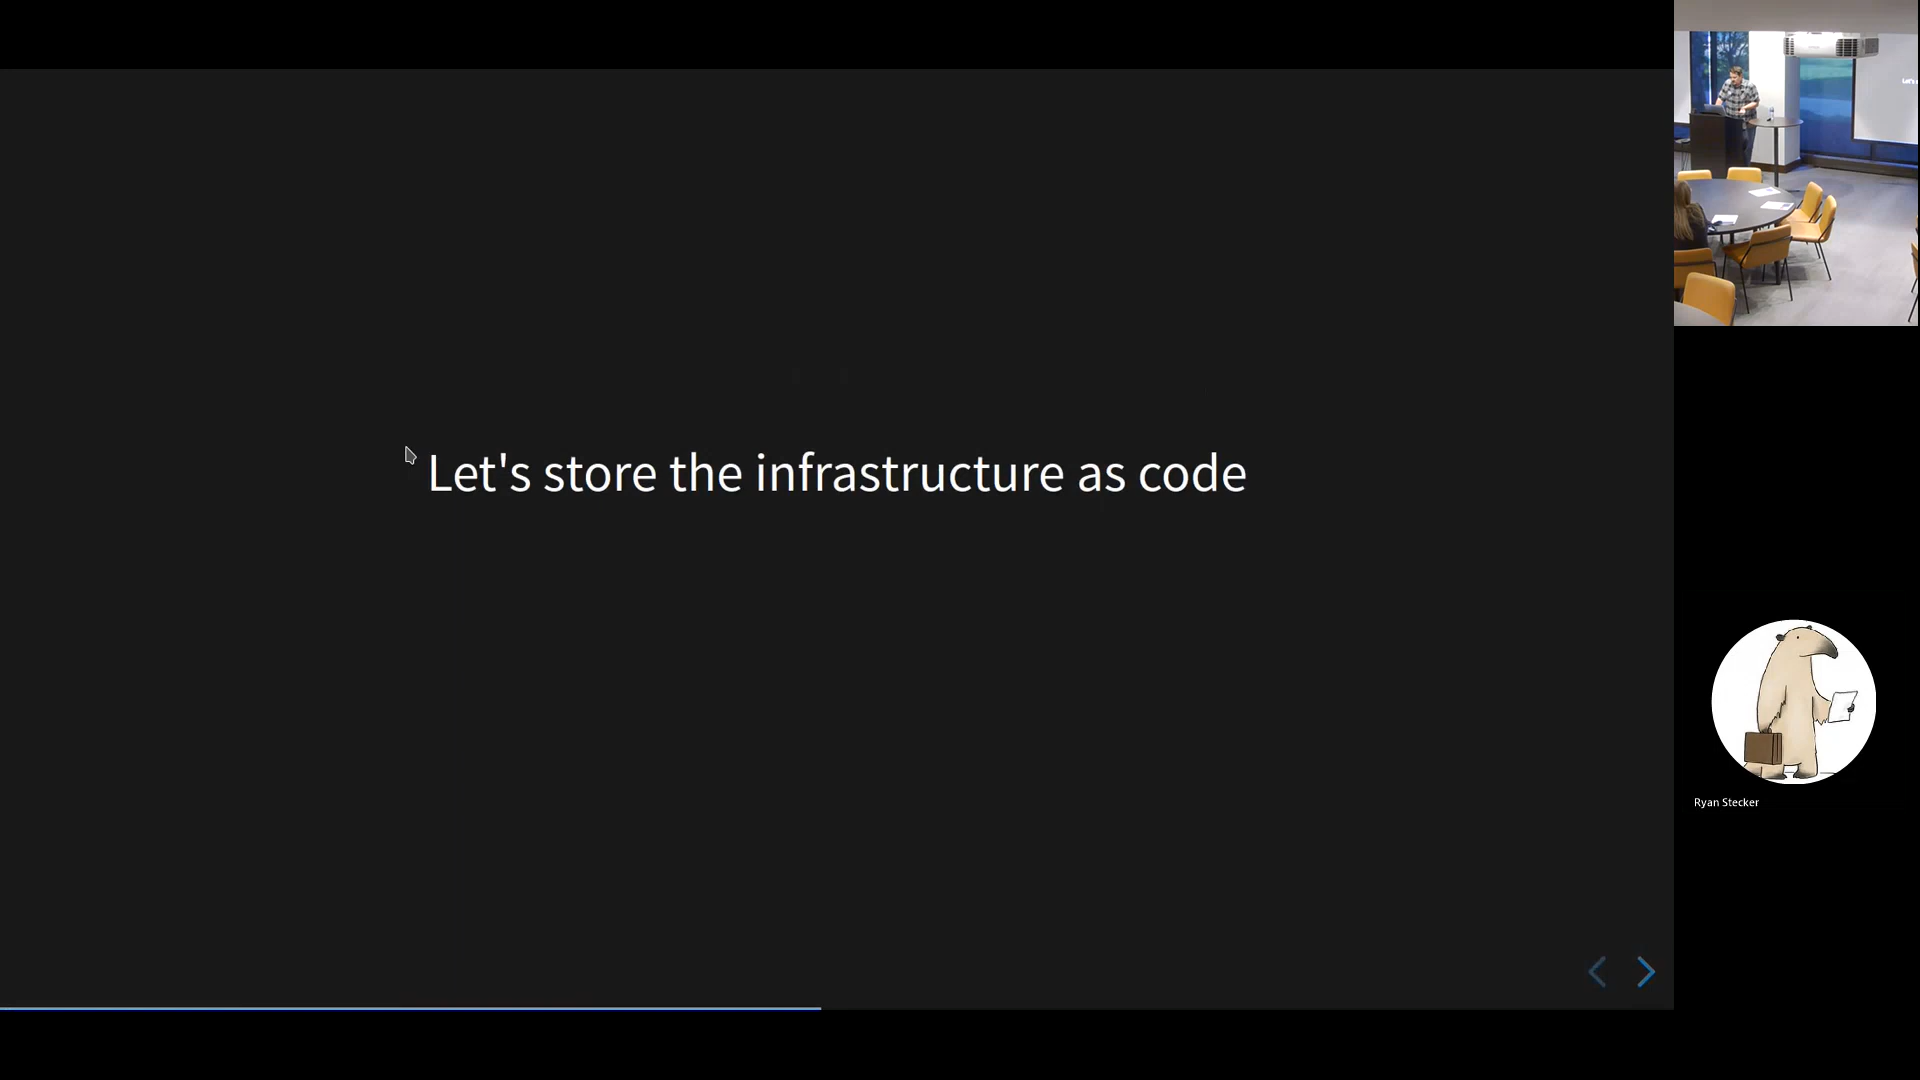 Let's store the infrastructure as code
Ryan Stecker